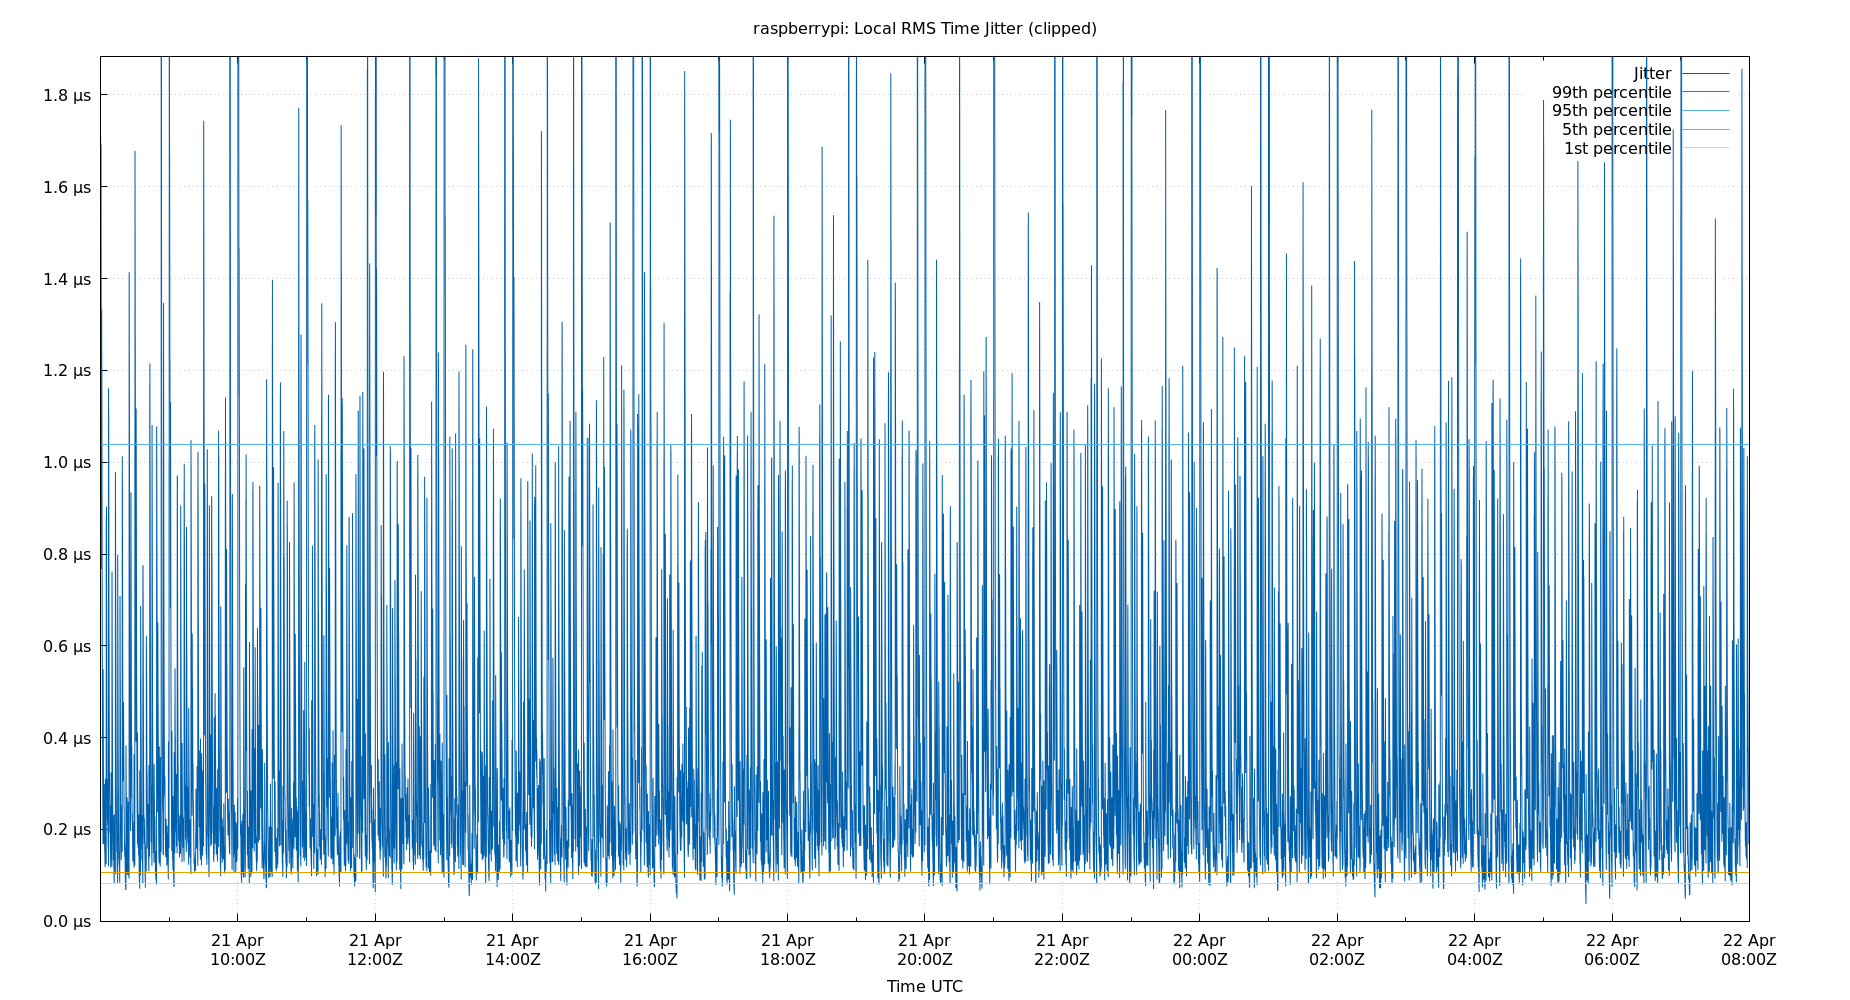 raspberrypi: Local RMS Time Jitter (clipped)
Jitter
99th percentile
95th percentile
5th percentile
1st percentile
1.8 μs
1.6 μs
1.4 μs
1.2 μs
1.0 μs
0.8 μs
0.6 μs
0.4 μs
0.2 μs
0.0 μs
21 Apr 21 Apr 21 Apr 21 Apr 21 Apr 21 Apr 21 Apr 22 Apr 22 Apr 22 Apr 22 Apr 22 Apr
10:00Z 12:00Z 14:00Z 16:00Z 18:00Z 20:00Z 22:00Z 00:00Z 02:00Z 04:00Z 06:00Z 08:00Z
Time UTC